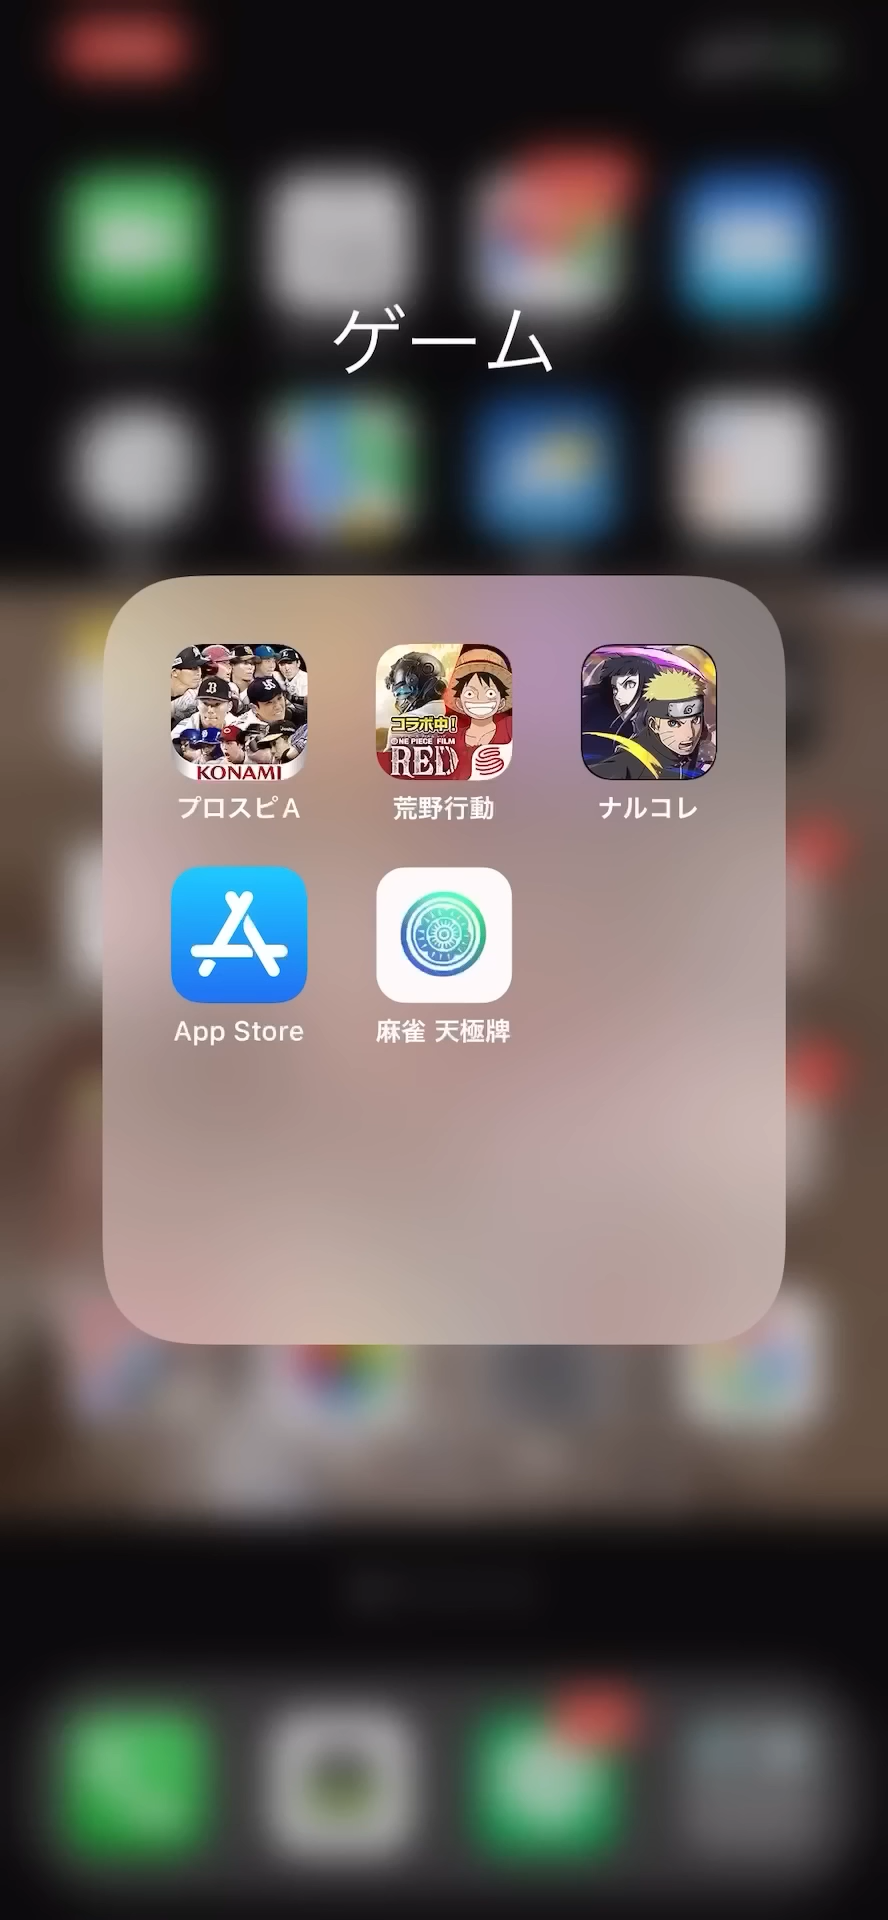 ゲーム
KONAMI
プロスピA
コラボ中!
ONE PIECE FILM
RED
荒野行動
ナルコレ
App Store
麻雀 天極牌